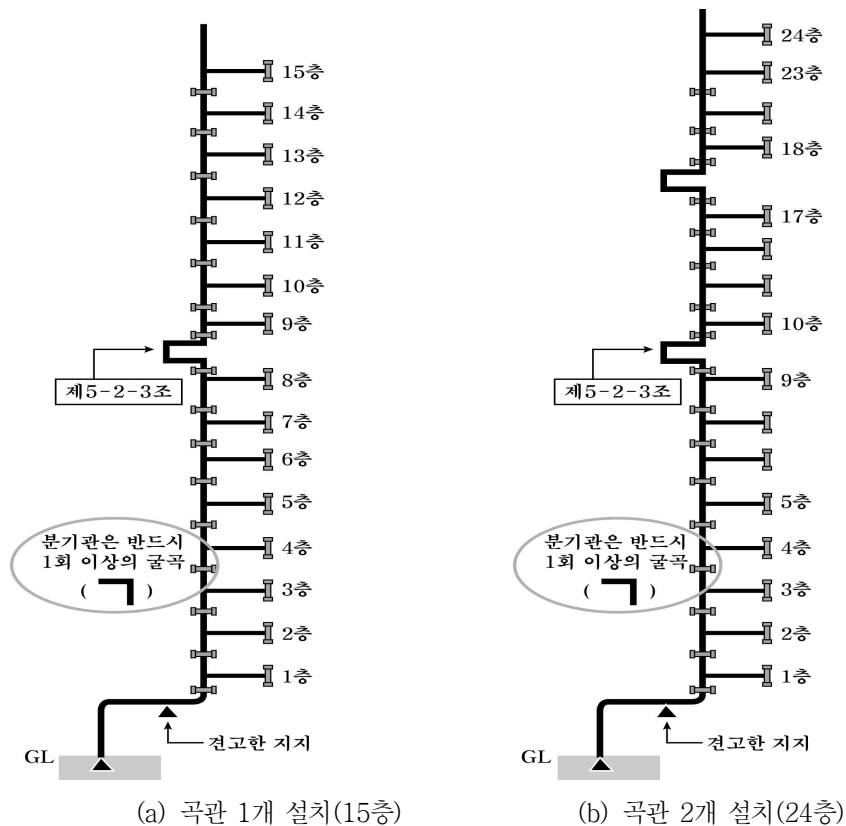 15층
14층
13층
12층
11층
10층
9층
제5-2-3조
8층
7층
6층
5층
분기관은 반드시
1회 이상의 굴곡
( )
4층
3층
2층
1층
견고한 지지
GL
(a) 곡관 1개 설치(15층)
24층
23층
18층
17층
10층
제5-2-3조
9층
5층
분기관은 반드시
1회 이상의 굴곡
( )
4층
3층
2층
1층
견고한 지지
GL
(b) 곡관 2개 설치(24층)